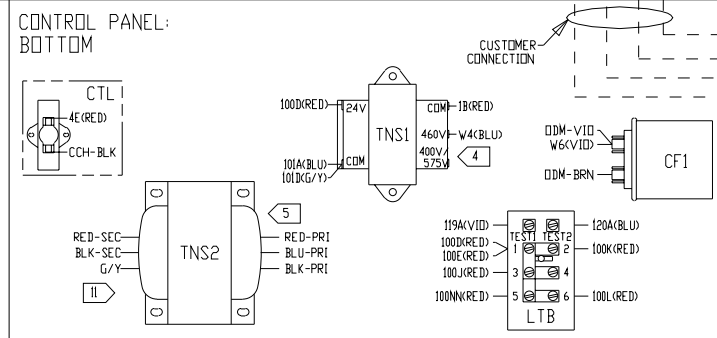 CONTROL PANEL:
BOTTOM
CUSTOMER
CONNECTION
CTL
4E(RED)
CCH-BLK
100D(RED)
24V
COM
1B(RED)
TNS1
460V
W4(BLU)
400V/
575V
4
101A(BLU)
COM
101D(G/Y)
ODM-VIO
W6(VIO)
ODM-BRN
CF1
5
RED-SEC
BLK-SEC
G/Y
TNS2
RED-PRI
BLU-PRI
BLK-PRI
11
119A(VIO)
120A(BLU)
TEST1 TEST2
100D(RED)
100E(RED)
1
2
100K(RED)
100J(RED)
3
4
100NN(RED)
5
6
100L(RED)
LTB